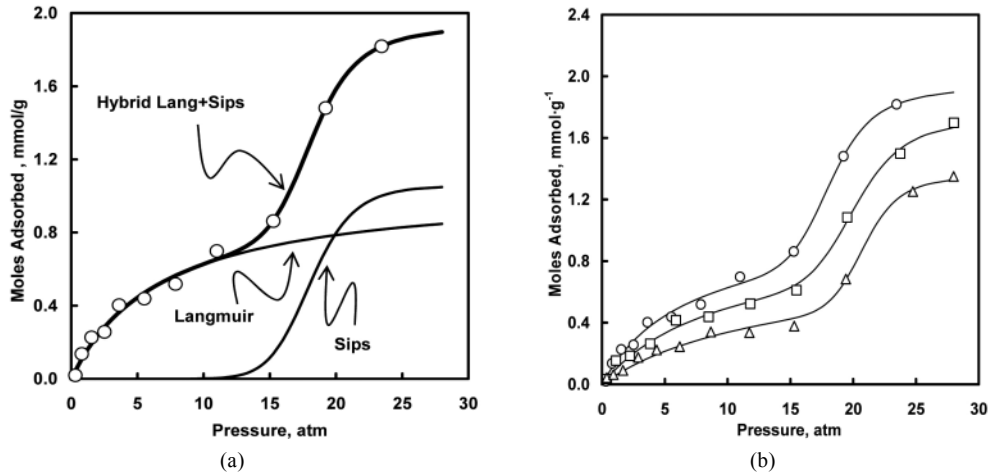 2.0
1.6
1.2
0.8
0.4
0.0
Moles Adsorbed , mmol/g
Hybrid Lang+Sips
Langmuir
Sips
0 5 10 15 20 25 30
Pressure, atm
(a)
2.4
2.0
1.6
1.2
0.8
0.4
0.0
Moles Adsorbed, mmol·g⁻¹
0 5 10 15 20 25 30
Pressure, atm
(b)